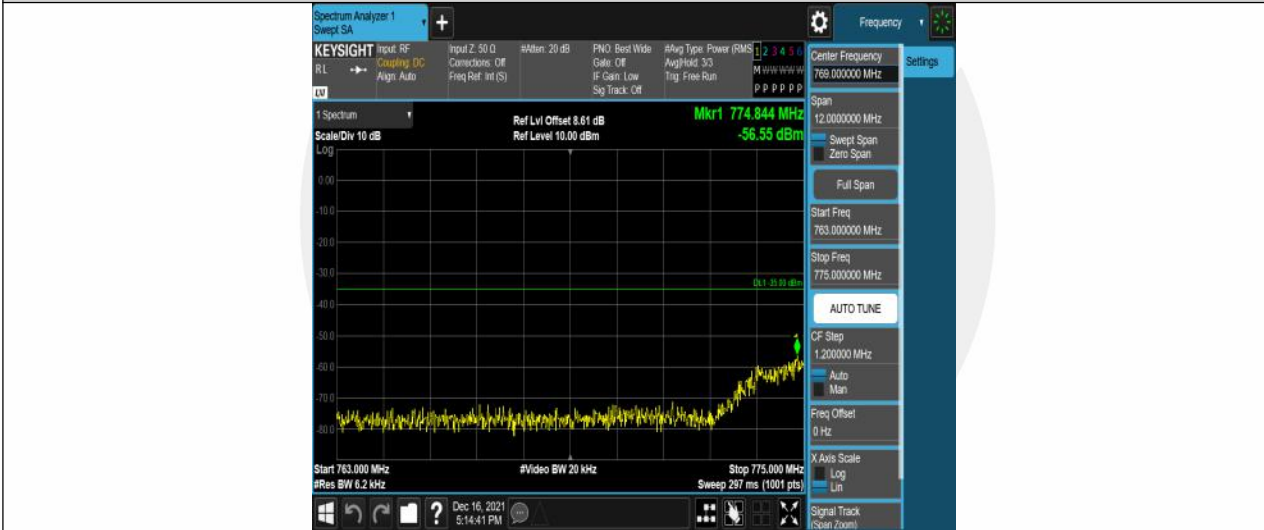 Spectrum Analyzer 1
Swept SA
+
Frequency
KEYSIGHT
Input: RF
Coupling: DC
Align: Auto
Input Z: 50 Ω
Corrections: Off
Freq Ref: Int (S)
#Atten: 20 dB
PNO: Best Wide
Gate: Off
IF Gain: Low
Sig Track: Off
#Avg Type: Power (RMS
Avg|Hold: 3/3
Trig: Free Run
1 2 3 4 5 6
M W W W W W
P P P P P P
RL
LV
1 Spectrum
Scale/Div 10 dB
Ref Lvl Offset 8.61 dB
Ref Level 10.00 dBm
Mkr1 774.844 MHz
-56.55 dBm
Log
0.00
-10.0
-20.0
-30.0
-40.0
-50.0
-60.0
-70.0
-80.0
DL1 -35.00 dBm
Start 763.000 MHz
#Res BW 6.2 kHz
#Video BW 20 kHz
Stop 775.000 MHz
Sweep 297 ms (1001 pts)
?
Dec 16, 2021
5:14:41 PM
Center Frequency
769.000000 MHz
Settings
Span
12.0000000 MHz
Swept Span
Zero Span
Full Span
Start Freq
763.000000 MHz
Stop Freq
775.000000 MHz
AUTO TUNE
CF Step
1.200000 MHz
Auto
Man
Freq Offset
0 Hz
X Axis Scale
Log
Lin
Signal Track
(Span Zoom)